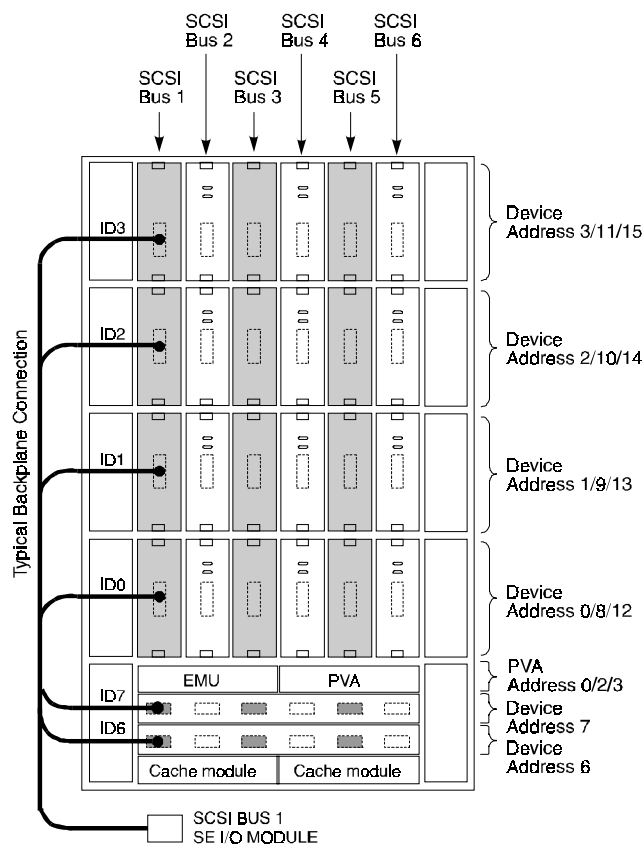 SCSI
Bus 2
SCSI
Bus 4
SCSI
Bus 6
SCSI
Bus 1
SCSI
Bus 3
SCSI
Bus 5
ID3
Device
Address 3/11/15
ID2
Device
Address 2/10/14
Typical Backplane Connection
ID1
Device
Address 1/9/13
ID0
Device
Address 0/8/12
EMU
PVA
PVA
Address 0/2/3
ID7
Device
Address 7
ID6
Device
Address 6
Cache module
Cache module
SCSI BUS 1
SE I/O MODULE